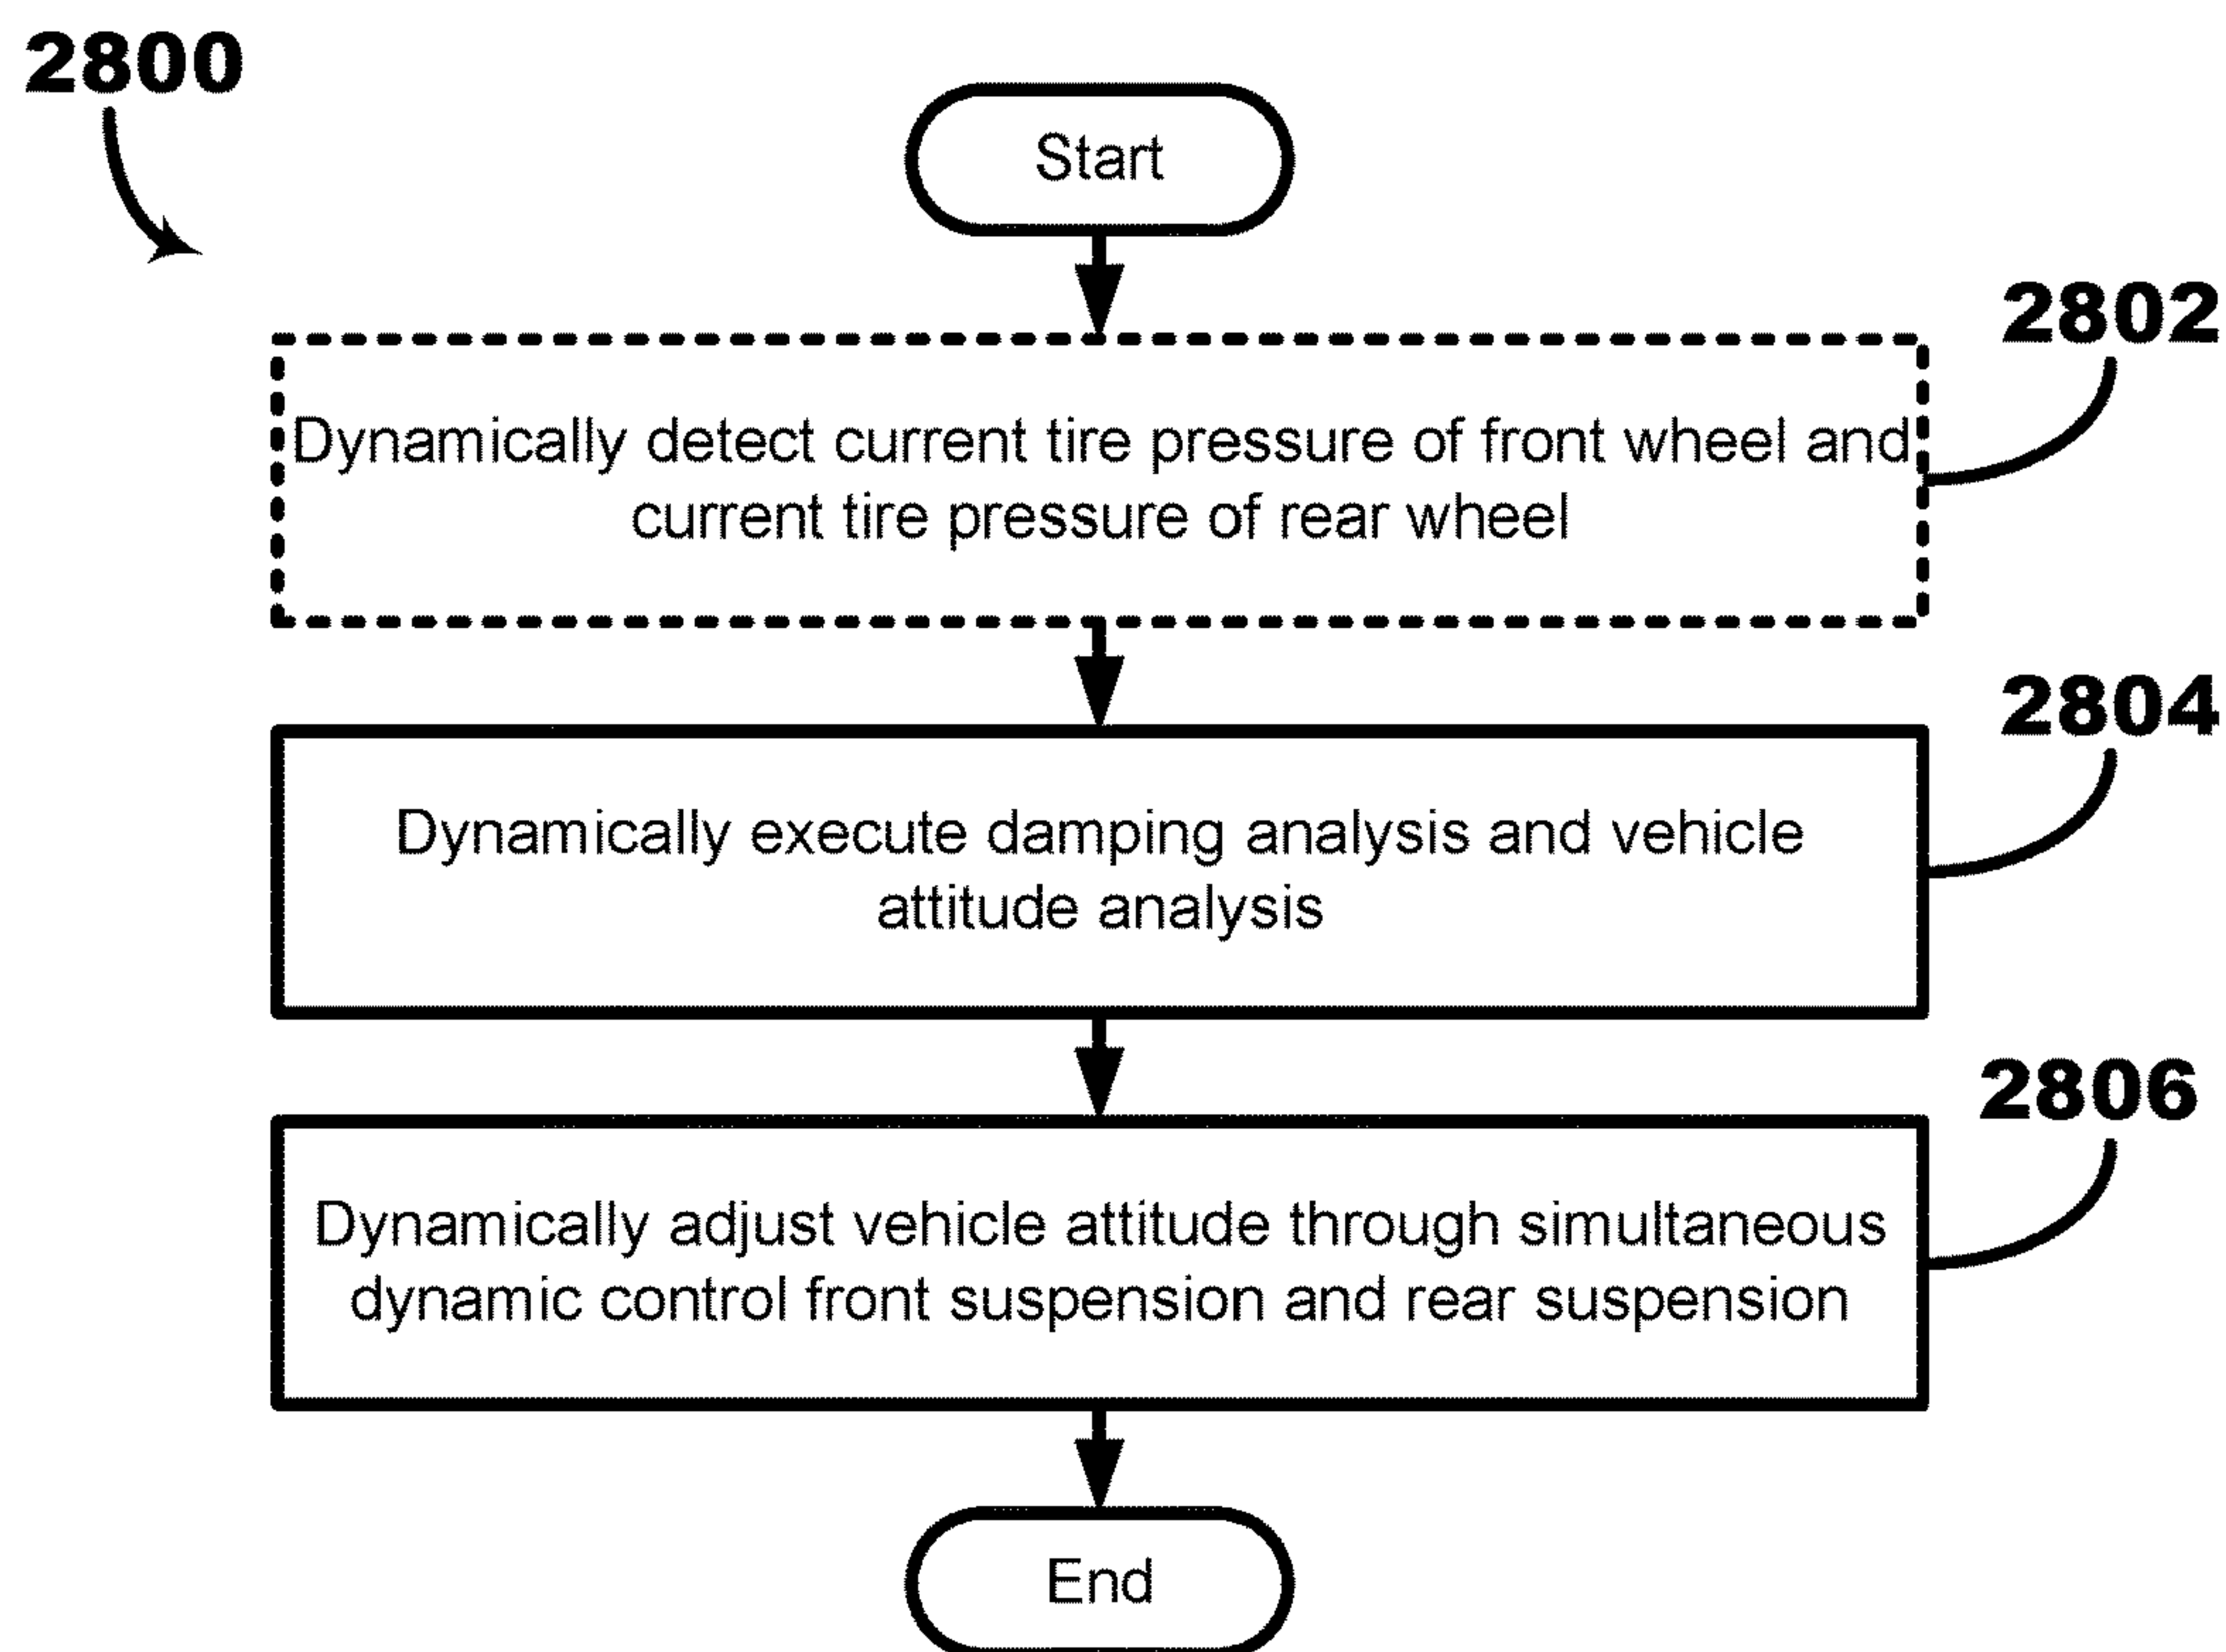 2800
Start
2802
Dynamically detect current tire pressure of front wheel and
current tire pressure of rear wheel
2804
Dynamically execute damping analysis and vehicle
attitude analysis
2806
Dynamically adjust vehicle attitude through simultaneous
dynamic control front suspension and rear suspension
End